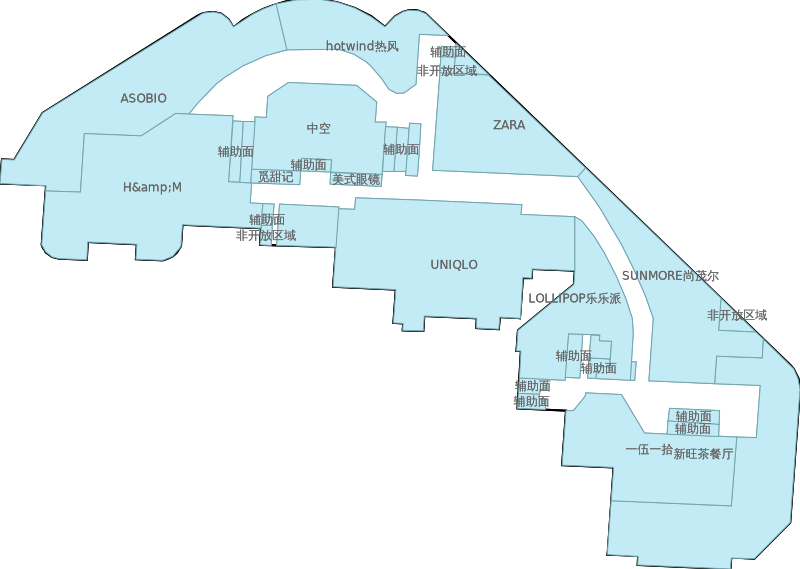 hotwind热风
辅助面
非开放区域
ASOBIO
ZARA
中空
辅助面
辅助面
辅助面
觅甜记
美式眼镜
H&amp;M
辅助面
非开放区域
UNIQLO
SUNMORE尚茂尔
LOLLIPOP乐乐派
非开放区域
辅助面
辅助面
辅助面
辅助面
辅助面
辅助面
一伍一拾
新旺茶餐厅